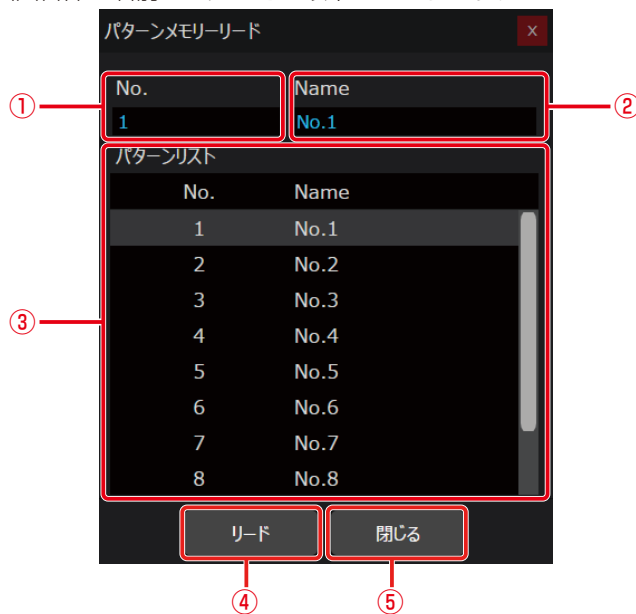 パターンメモリーリード x
No. Name
① 1 No.1 ②
パターンリスト
No. Name
1 No.1
2 No.2
3 No.3
③ 4 No.4
5 No.5
6 No.6
7 No.7
8 No.8
リード 閉じる
④ ⑤